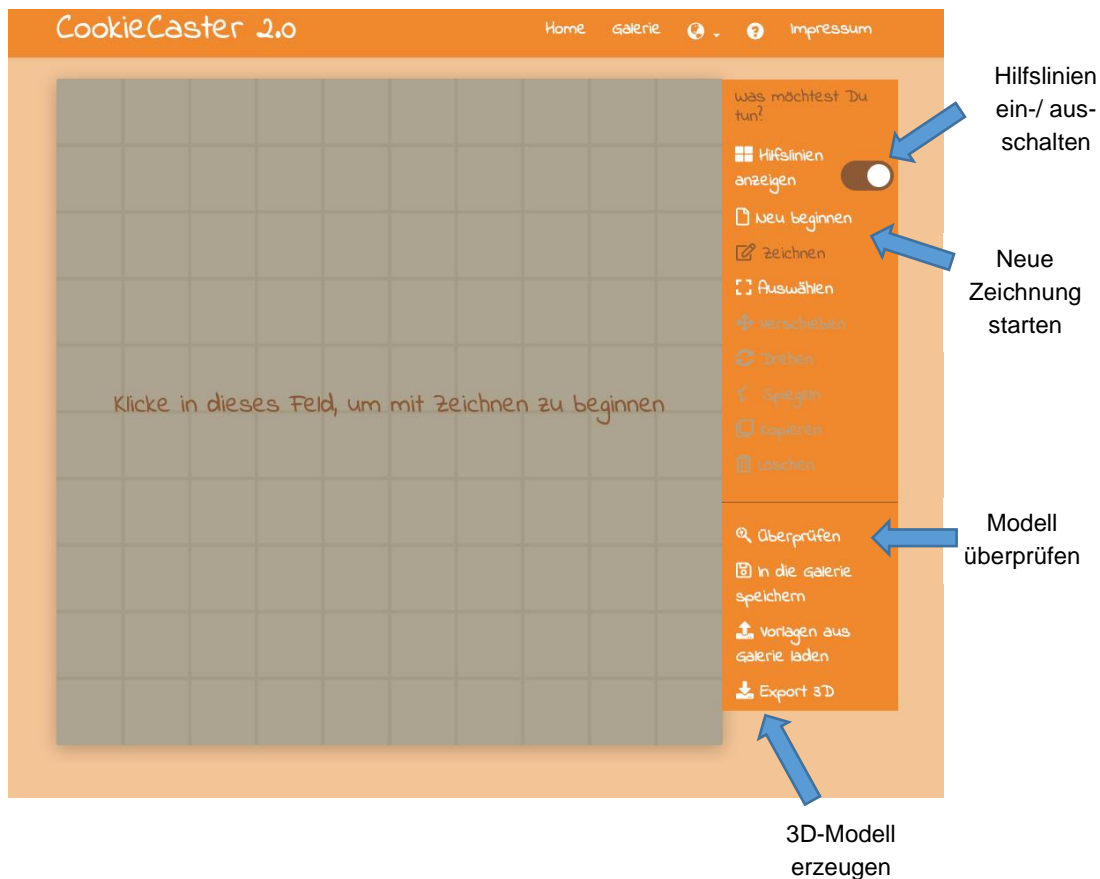 CookieCaster 2.0
Home Galerie Impressum
Was möchtest Du
tun?
Hilfslinien
anzeigen
Neu beginnen
Zeichnen
Auswählen
Verschieben
Drehen
Spiegeln
Kopieren
Löschen
Überprüfen
In die Galerie
speichern
Vorlagen aus
Galerie laden
Export 3D
Klicke in dieses Feld, um mit Zeichnen zu beginnen
Hilfslinien
ein-/ aus-
schalten
Neue
Zeichnung
starten
Modell
überprüfen
3D-Modell
erzeugen